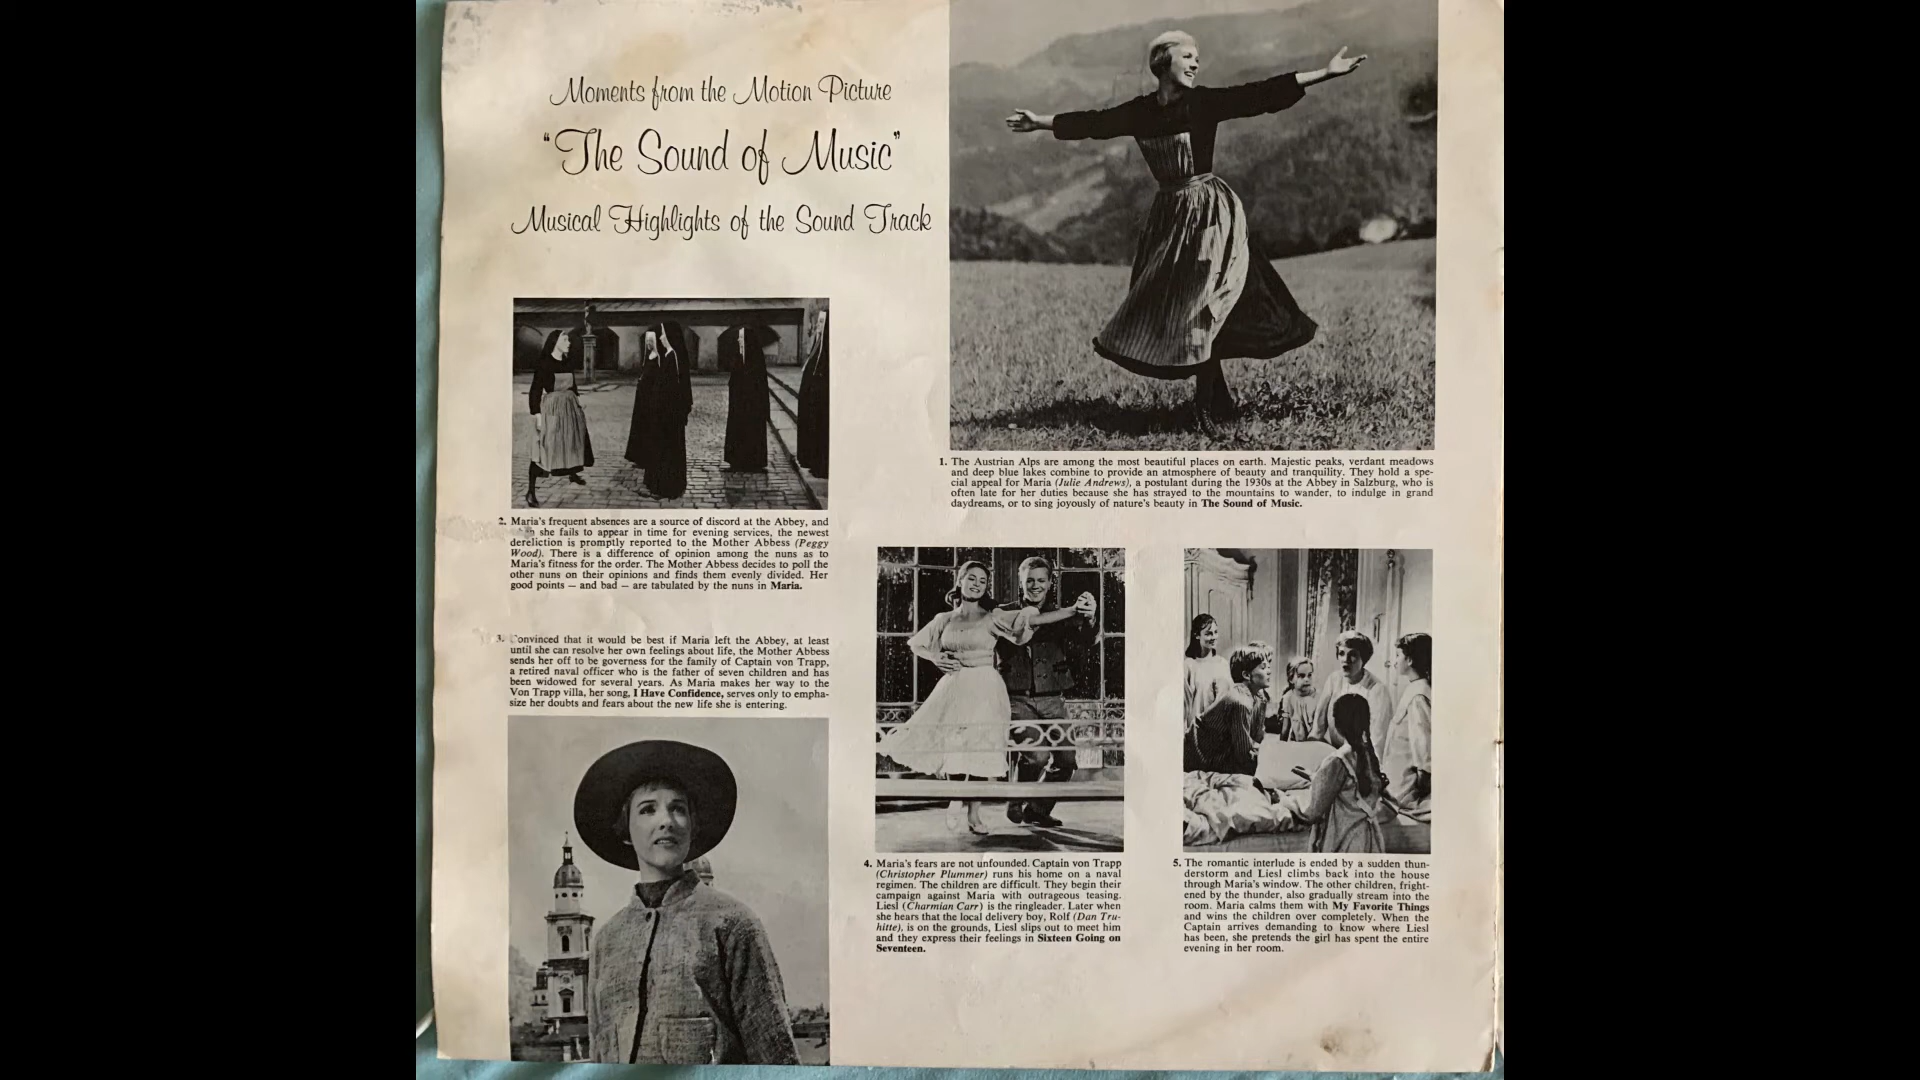 Moments from the Motion Picture
"The Sound of Music"
Musical Highlights of the Sound Track
1. The Austrian Alps are among the most beautiful places on earth. Majestic peaks, verdant meadows
and deep blue lakes combine to provide an atmosphere of beauty and tranquility. They hold a spe-
cial appeal for Maria (Julie Andrews), a postulant during the 1930s at the Abbey in Salzburg, who is
often late for her duties because she has strayed to the mountains to wander, to indulge in grand
daydreams, or to sing joyously of nature's beauty in The Sound of Music.
2. Maria's frequent absences are a source of discord at the Abbey, and
she fails to appear in time for evening services, the newest
dereliction is promptly reported to the Mother Abbess (Peggy
Wood). There is a difference of opinion among the nuns as to
Maria's fitness for the order. The Mother Abbess decides to poll the
other nuns on their opinions and finds them evenly divided. Her
good points — and bad — are tabulated by the nuns in Maria.
3. Convinced that it would be best if Maria left the Abbey, at least
until she can resolve her own feelings about life, the Mother Abbess
sends her off to be governess for the family of Captain von Trapp,
a retired naval officer who is the father of seven children and has
been widowed for several years. As Maria makes her way to the
Von Trapp villa, her song, I Have Confidence, serves only to empha-
size her doubts and fears about the new life she is entering.
4. Maria's fears are not unfounded. Captain von Trapp
(Christopher Plummer) runs his home on a naval
regimen. The children are difficult. They begin their
campaign against Maria with outrageous teasing.
Liesl (Charmian Carr) is the ringleader. Later when
she hears that the local delivery boy, Rolf (Dan Tru-
hitte), is on the grounds, Liesl slips out to meet him
and they express their feelings in Sixteen Going on
Seventeen.
5. The romantic interlude is ended by a sudden thun-
derstorm and Liesl climbs back into the house
through Maria's window. The other children, fright-
ened by the thunder, also gradually stream into the
room. Maria calms them with My Favorite Things
and wins the children over completely. When the
Captain arrives demanding to know where Liesl
has been, she pretends the girl has spent the entire
evening in her room.